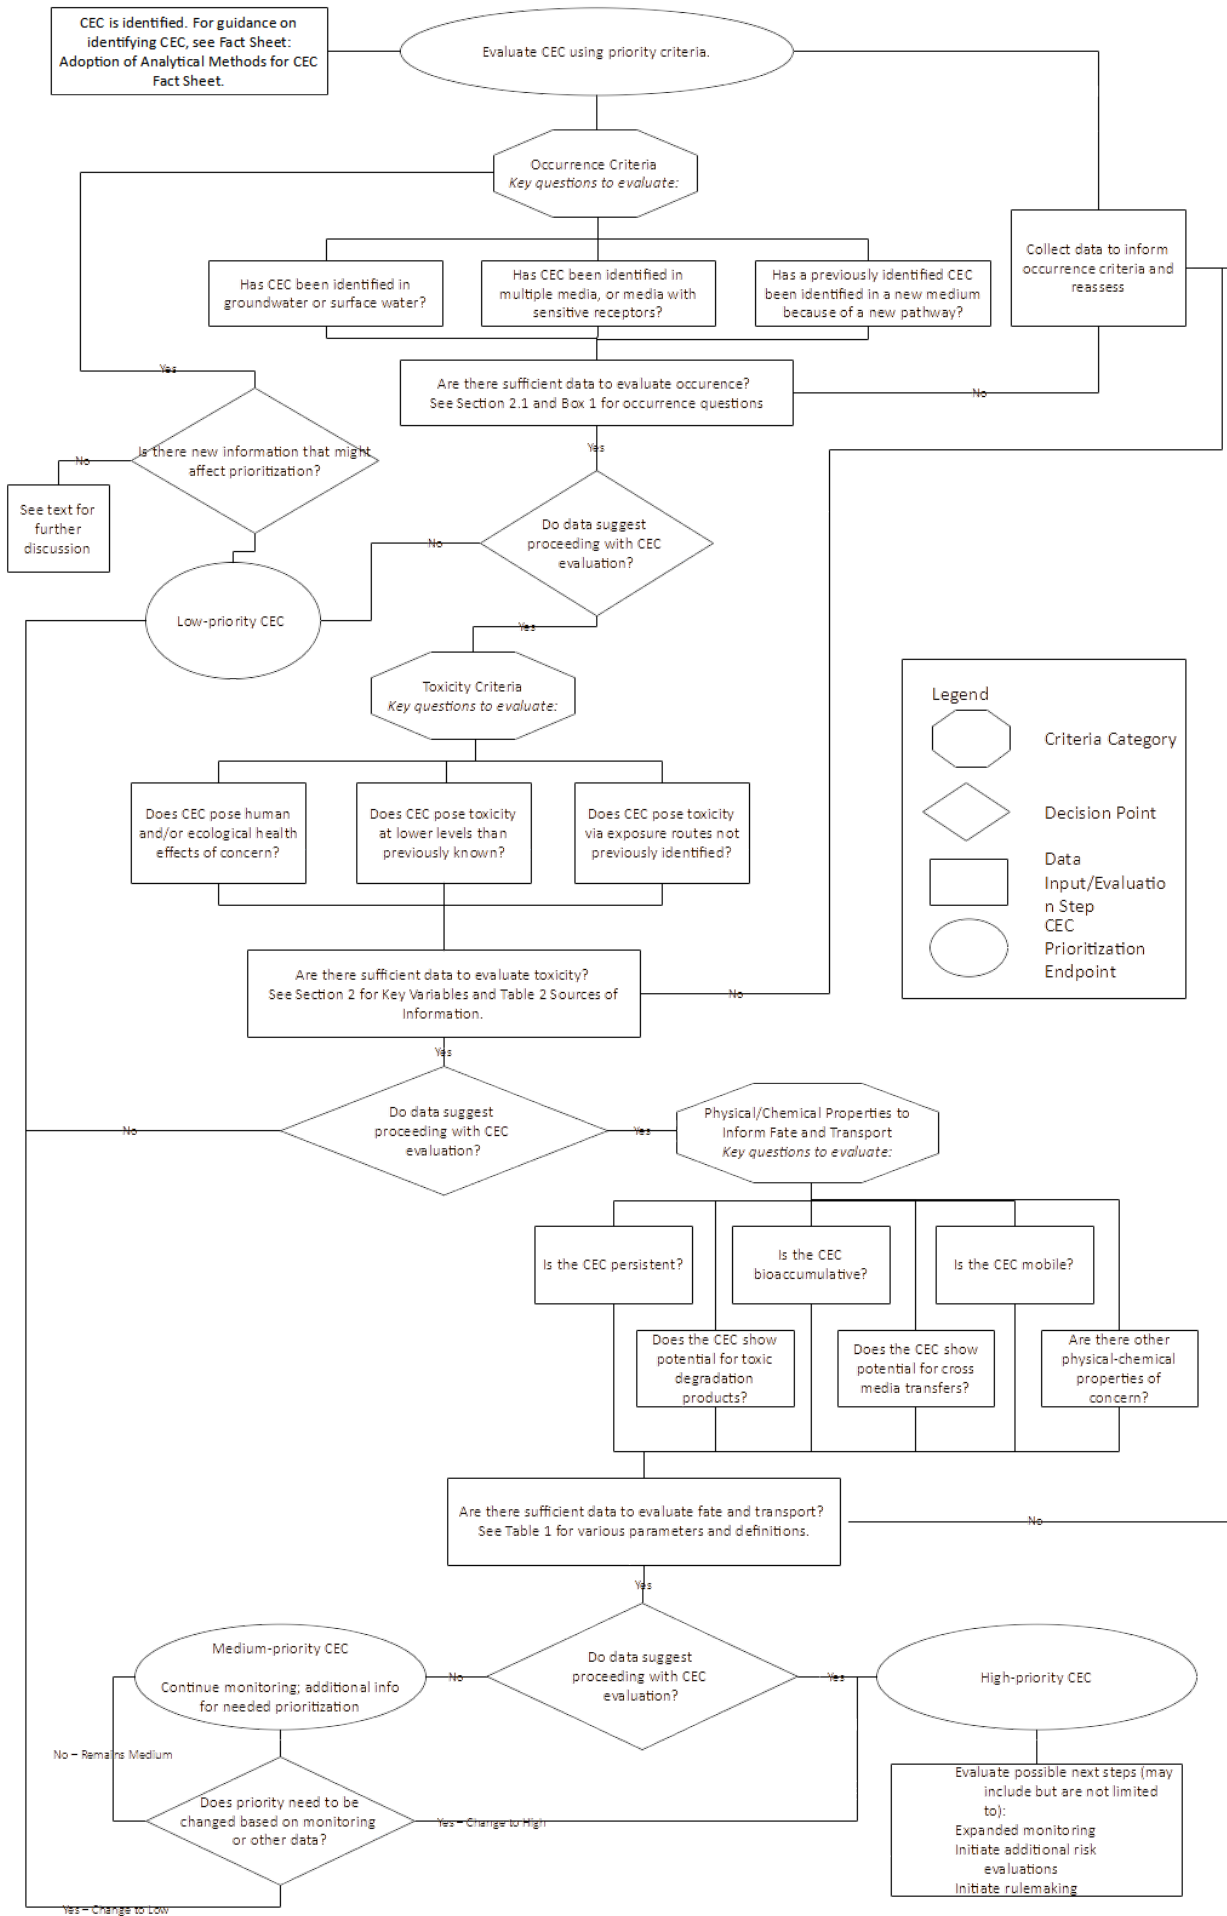 CEC is identified. For guidance on
identifying CEC, see Fact Sheet:
Adoption of Analytical Methods for CEC
Fact Sheet.
Evaluate CEC using priority criteria.
Occurrence Criteria
Key questions to evaluate:
Collect data to inform
occurrence criteria and
reassess
Has CEC been identified in
groundwater or surface water?
Has CEC been identified in
multiple media, or media with
sensitive receptors?
Has a previously identified CEC
been identified in a new medium
because of a new pathway?
Yes
Are there sufficient data to evaluate occurence?
See Section 2.1 and Box 1 for occurrence questions
No
Yes
Is there new information that might
affect prioritization?
No
See text for
further
discussion
Do data suggest
proceeding with CEC
evaluation?
No
Low-priority CEC
Yes
Toxicity Criteria
Key questions to evaluate:
Legend
Criteria Category
Decision Point
Data
Input/Evaluatio
n Step
CEC
Prioritization
Endpoint
Does CEC pose human
and/or ecological health
effects of concern?
Does CEC pose toxicity
at lower levels than
previously known?
Does CEC pose toxicity
via exposure routes not
previously identified?
Are there sufficient data to evaluate toxicity?
See Section 2 for Key Variables and Table 2 Sources of
Information.
No
Yes
Do data suggest
proceeding with CEC
evaluation?
No
Yes
Physical/Chemical Properties to
Inform Fate and Transport
Key questions to evaluate:
Is the CEC persistent?
Is the CEC
bioaccumulative?
Is the CEC mobile?
Does the CEC show
potential for toxic
degradation
products?
Does the CEC show
potential for cross
media transfers?
Are there other
physical-chemical
properties of
concern?
Are there sufficient data to evaluate fate and transport?
See Table 1 for various parameters and definitions.
No
Yes
Medium-priority CEC
Continue monitoring; additional info
for needed prioritization
No
Do data suggest
proceeding with CEC
evaluation?
Yes
High-priority CEC
No – Remains Medium
Does priority need to be
changed based on monitoring
or other data?
Yes – Change to High
Yes – Change to Low
Evaluate possible next steps (may
include but are not limited
to):
Expanded monitoring
Initiate additional risk
evaluations
Initiate rulemaking